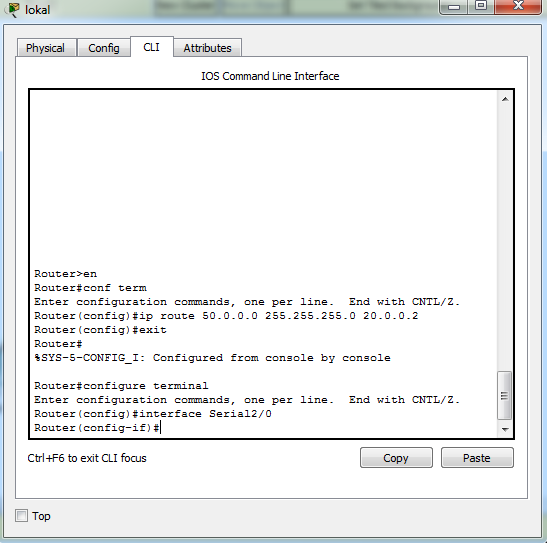 lokal
Physical
Config
CLI
Attributes
IOS Command Line Interface
Router>en
Router#conf term
Enter configuration commands, one per line.  End with CNTL/Z.
Router(config)#ip route 50.0.0.0 255.255.255.0 20.0.0.2
Router(config)#exit
Router#
%SYS-5-CONFIG_I: Configured from console by console
Router#configure terminal
Enter configuration commands, one per line.  End with CNTL/Z.
Router(config)#interface Serial2/0
Router(config-if)#
Ctrl+F6 to exit CLI focus
Copy
Paste
Top